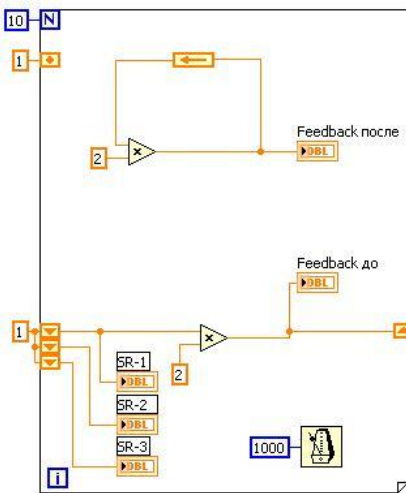 10 N
1
Feedback после
2 x DBL
Feedback до
DBL
1
x
SR-1
2
DBL
SR-2
DBL
SR-3
1000
DBL
i